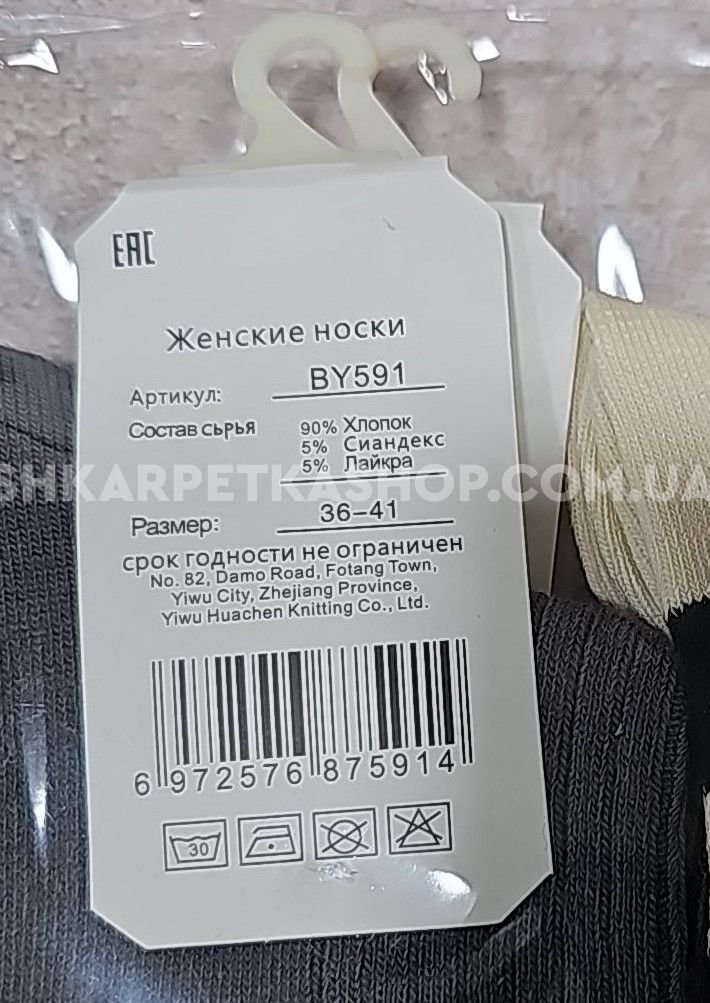 EAC
Женские носки
Артикул: BY591
Состав сырья 90% Хлопок
5% Сиандекс
5% Лайкра
SHKARPETKASHOP.COM.UA
Размер: 36-41
срок годности не ограничен
No. 82, Damo Road, Fotang Town,
Yiwu City, Zhejiang Province,
Yiwu Huachen Knitting Co., Ltd.
6 972576 875914
30